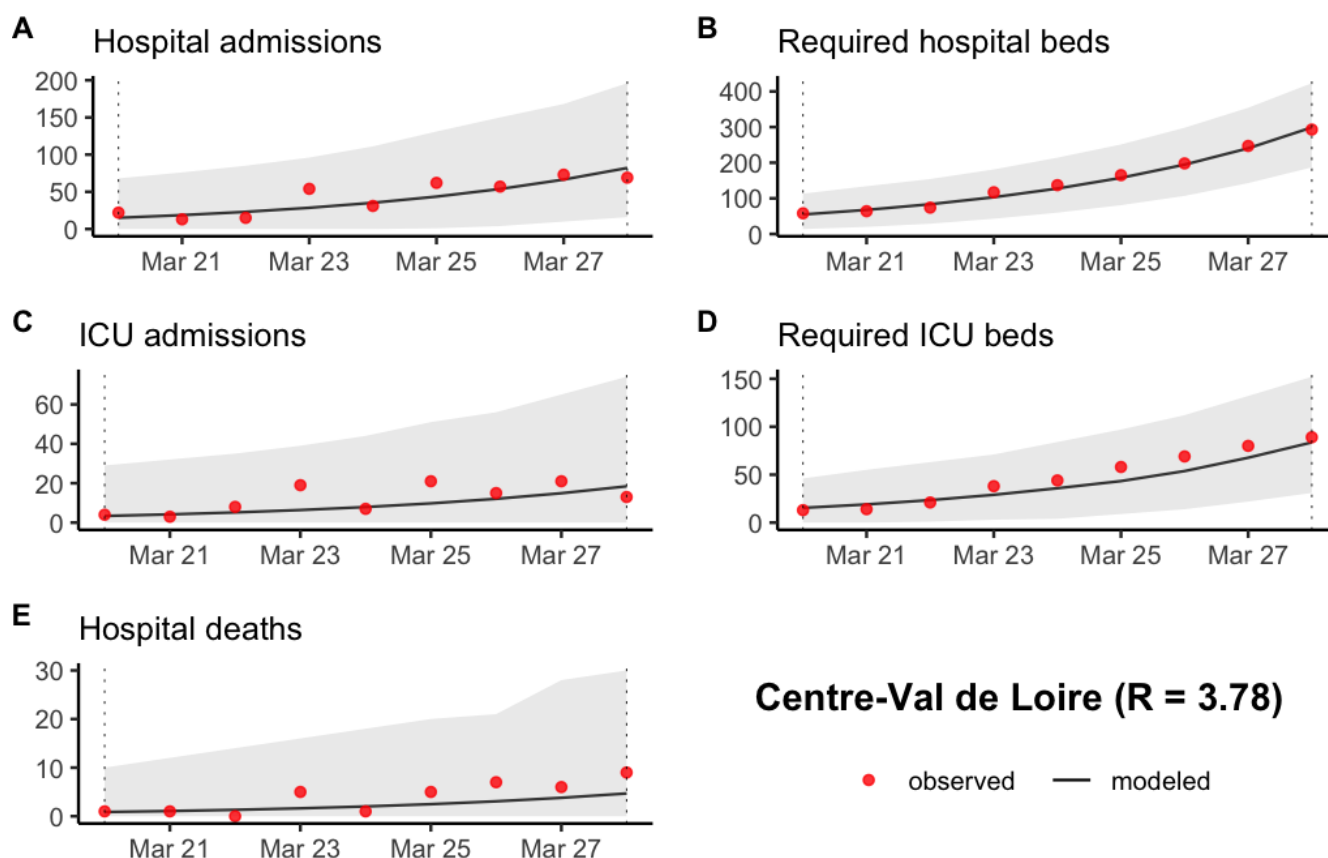 A
Hospital admissions
200
150
100
50
0
Mar 21
Mar 23
Mar 25
Mar 27
B
Required hospital beds
400
300
200
100
0
Mar 21
Mar 23
Mar 25
Mar 27
C
ICU admissions
60
40
20
0
Mar 21
Mar 23
Mar 25
Mar 27
D
Required ICU beds
150
100
50
0
Mar 21
Mar 23
Mar 25
Mar 27
E
Hospital deaths
30
20
10
0
Mar 21
Mar 23
Mar 25
Mar 27
Centre-Val de Loire (R = 3.78)
observed
modeled